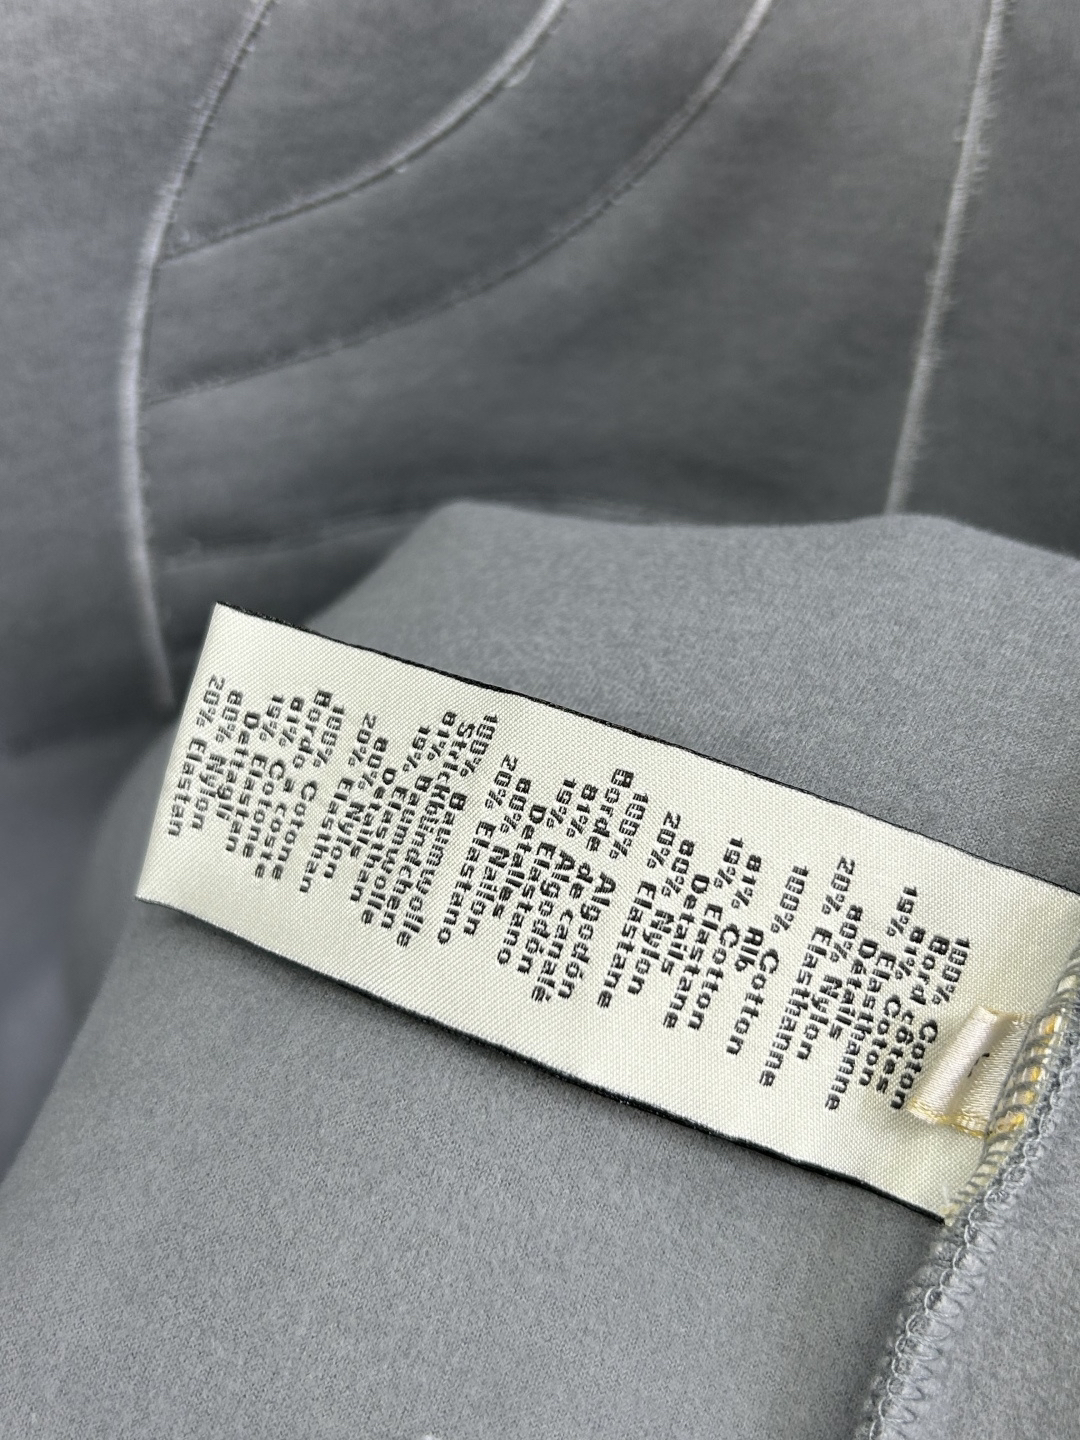 100% Coton
Bord côtes
81% Coton
19% Elasthanne
Détails
80% Nylon
20% Elasthanne
100% Cotton
Rib
81% Cotton
19% Elastane
Details
80% Nylon
20% Elastane
100% Algodón
Borde de canalé
81% Algodón
19% Elastano
Detalles
80% Nailon
20% Elastano
100% Baumwolle
Strickbündchen
81% Baumwolle
19% Elasthan
Details
80% Nylon
20% Elasthan
100% Cotone
Bordo a coste
81% Cotone
19% Elastan
Dettagli
80% Nylon
20% Elastan